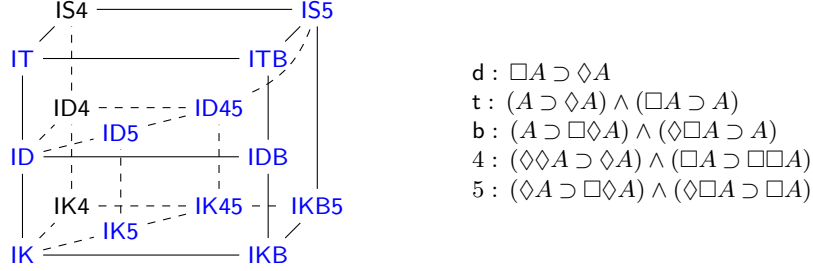 IS4 IS5
IT ITB
ID4 ID45
ID5
ID IDB
IK4 IK45 IKB5
IK5
IK IKB
d : □A ⊃ ◊A
t : (A ⊃ ◊A) ∧ (□A ⊃ A)
b : (A ⊃ □◊A) ∧ (◊□A ⊃ A)
4 : (◊◊A ⊃ ◊A) ∧ (□A ⊃ □□A)
5 : (◊A ⊃ □◊A) ∧ (◊□A ⊃ □A)